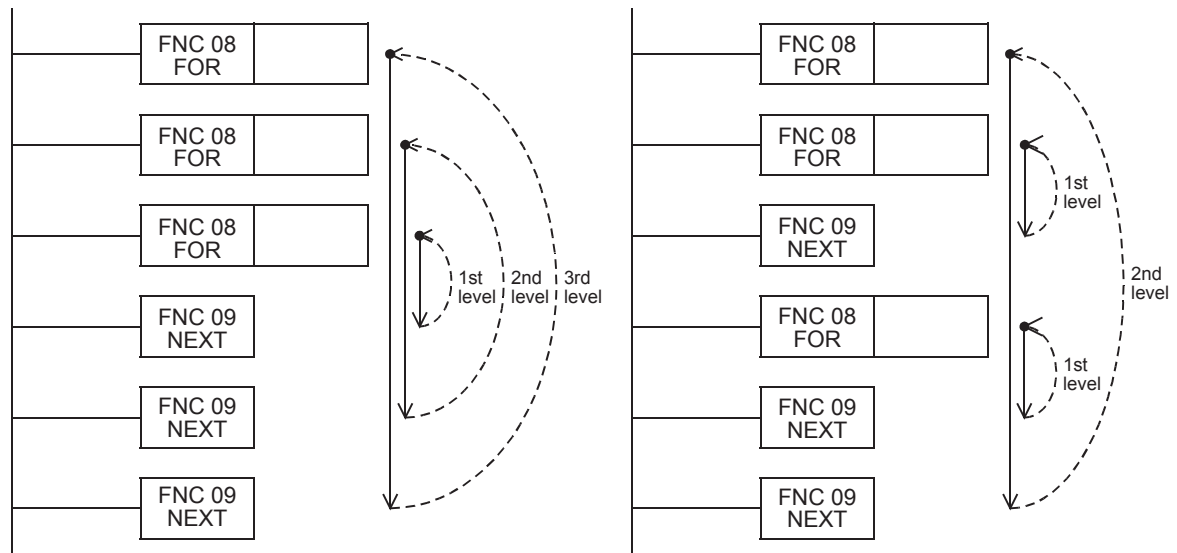 FNC 08
FOR
FNC 08
FOR
FNC 08
FOR
FNC 09
NEXT
FNC 09
NEXT
FNC 09
NEXT
1st
level
2nd
level
3rd
level
FNC 08
FOR
FNC 08
FOR
FNC 09
NEXT
FNC 08
FOR
FNC 09
NEXT
FNC 09
NEXT
1st
level
2nd
level
1st
level